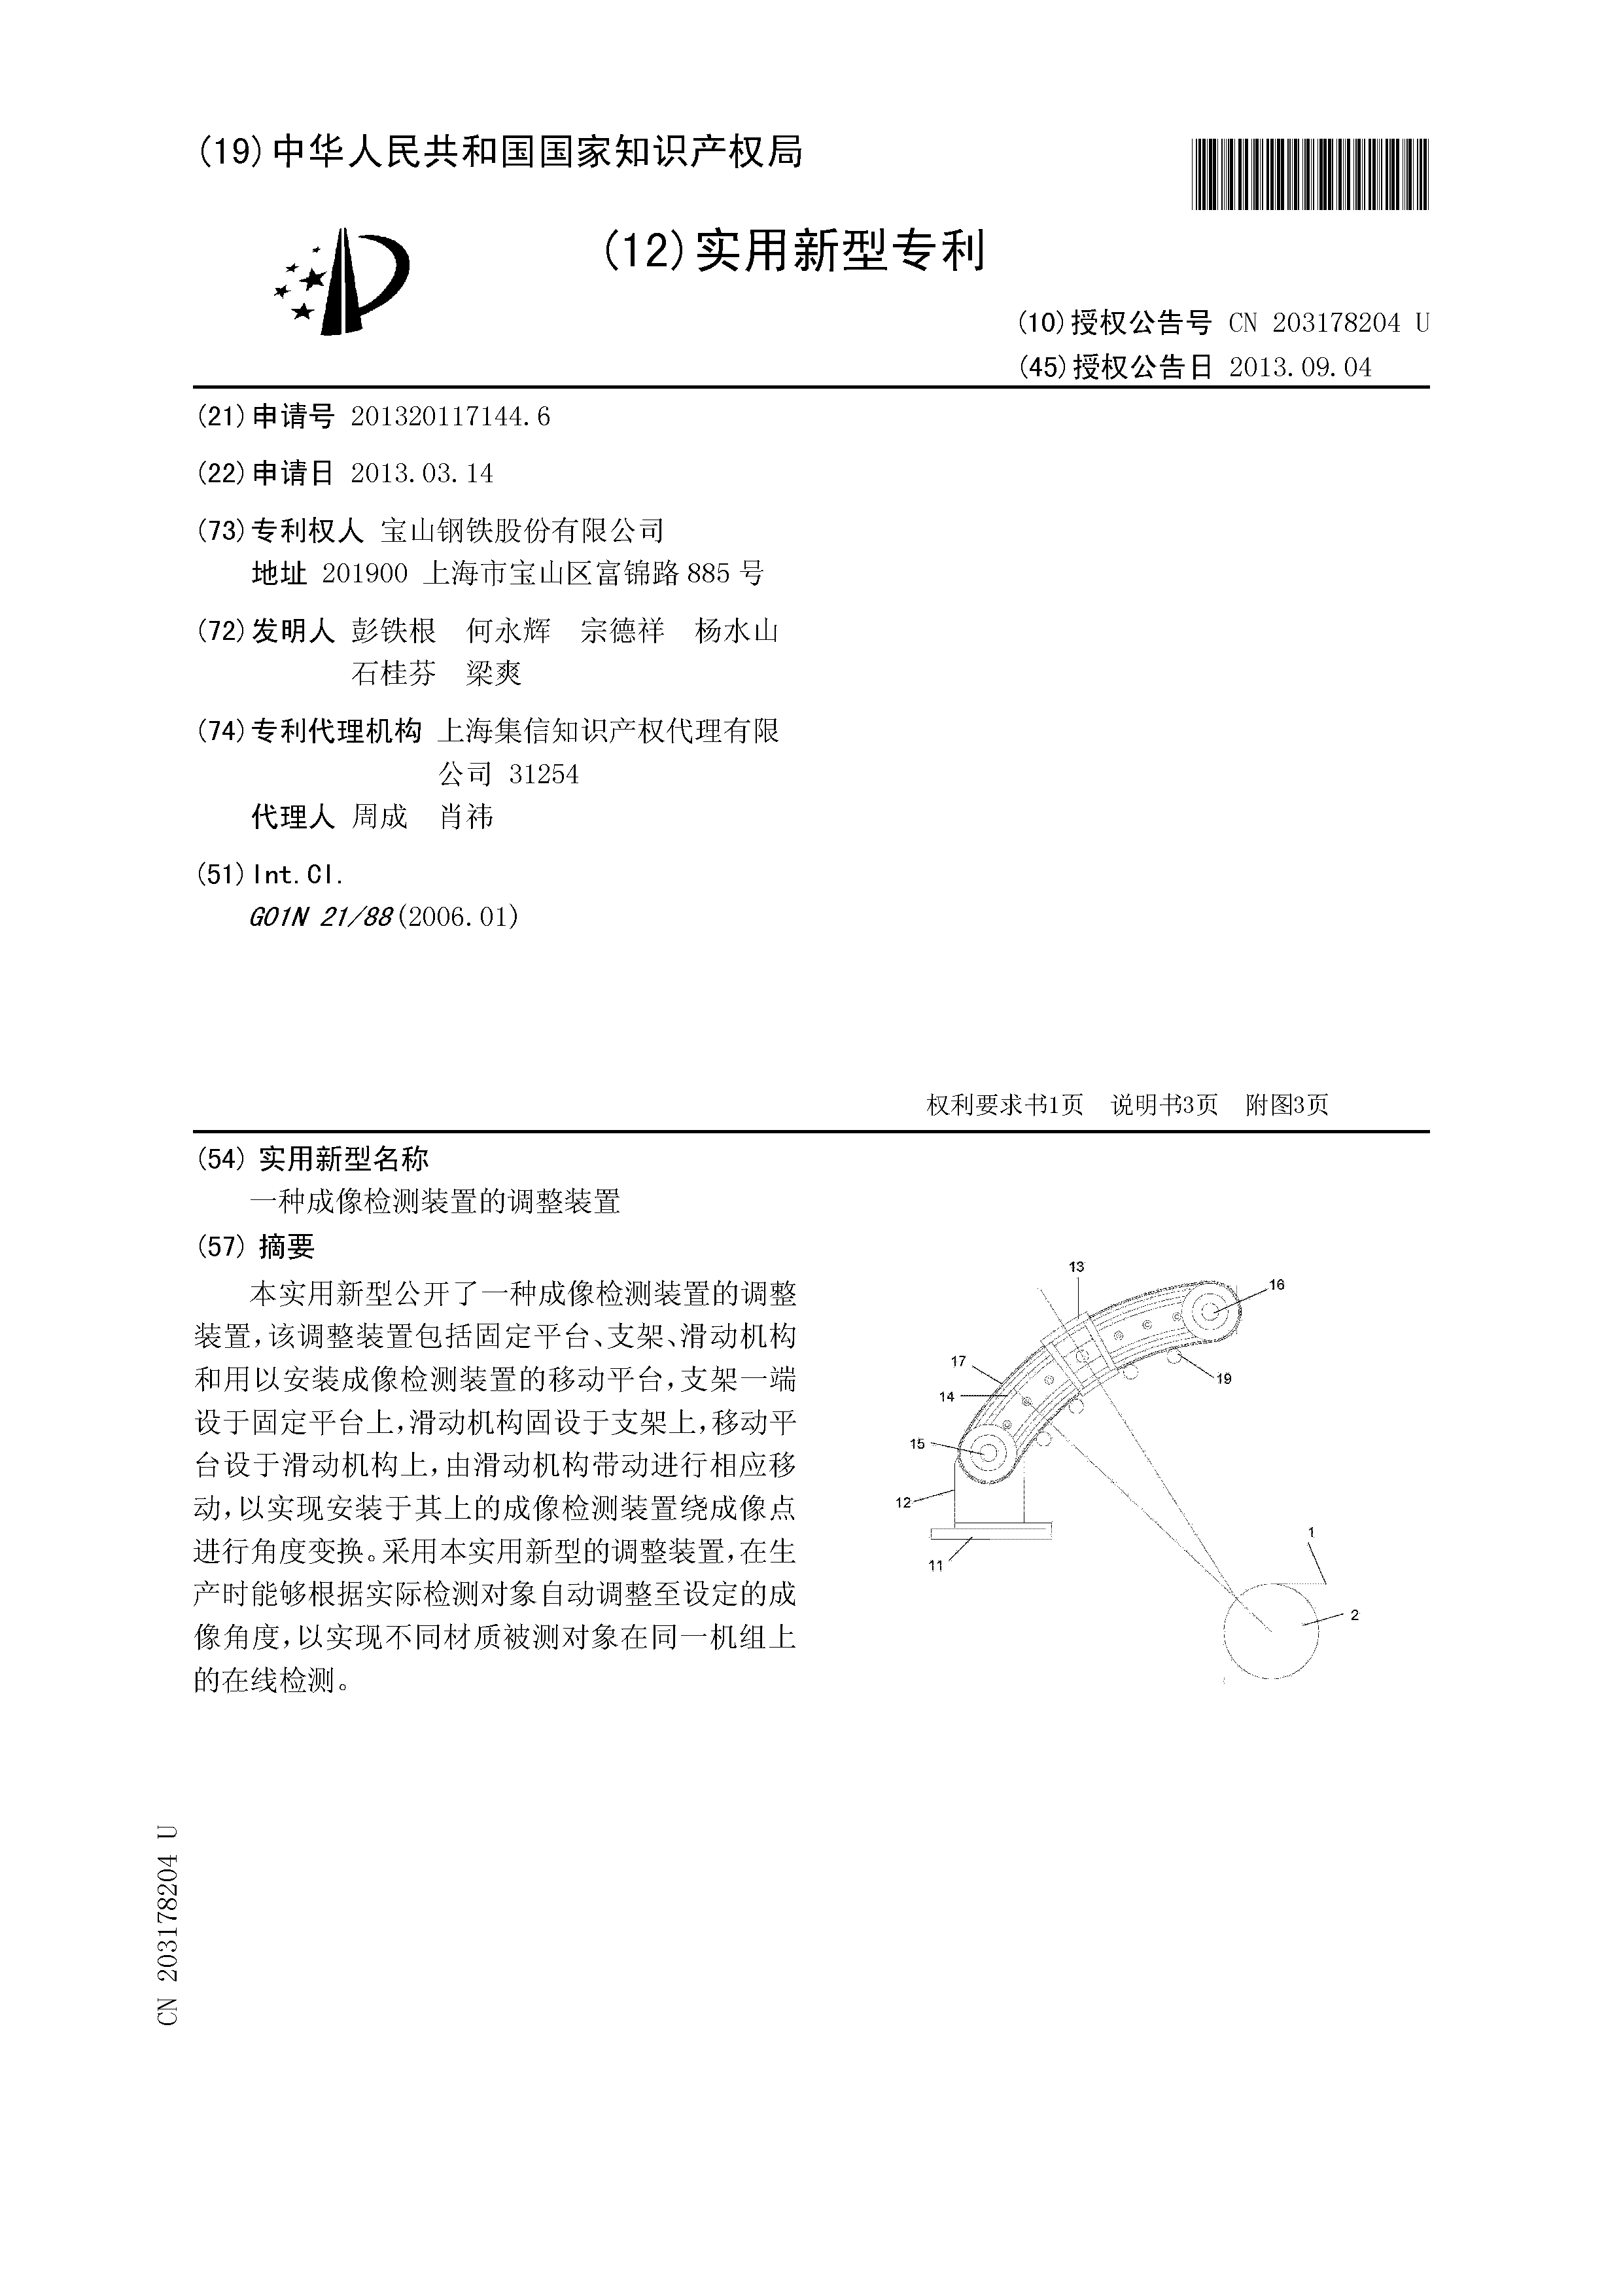 (19)中华人民共和国国家知识产权局
(12)实用新型专利
(10)授权公告号 CN 203178204 U
(45)授权公告日 2013.09.04
(21)申请号 201320117144.6
(22)申请日 2013.03.14
(73)专利权人 宝山钢铁股份有限公司
地址 201900 上海市宝山区富锦路 885 号
(72)发明人 彭铁根 何永辉 宗德祥 杨水山
石桂芬 梁爽
(74)专利代理机构 上海集信知识产权代理有限
公司 31254
代理人 周成 肖祎
(51)Int.Cl.
G01N 21/88(2006.01)
权利要求书1页 说明书3页 附图3页
(54) 实用新型名称
一种成像检测装置的调整装置
(57) 摘要
本实用新型公开了一种成像检测装置的调整
装置,该调整装置包括固定平台、支架、滑动机构
和用以安装成像检测装置的移动平台,支架一端
设于固定平台上,滑动机构固设于支架上,移动平
台设于滑动机构上,由滑动机构带动进行相应移
动,以实现安装于其上的成像检测装置绕成像点
进行角度变换。采用本实用新型的调整装置,在生
产时能够根据实际检测对象自动调整至设定的成
像角度,以实现不同材质被测对象在同一机组上
的在线检测。
13
16
17
19
14
15
12
11
1
2
CN 203178204 U